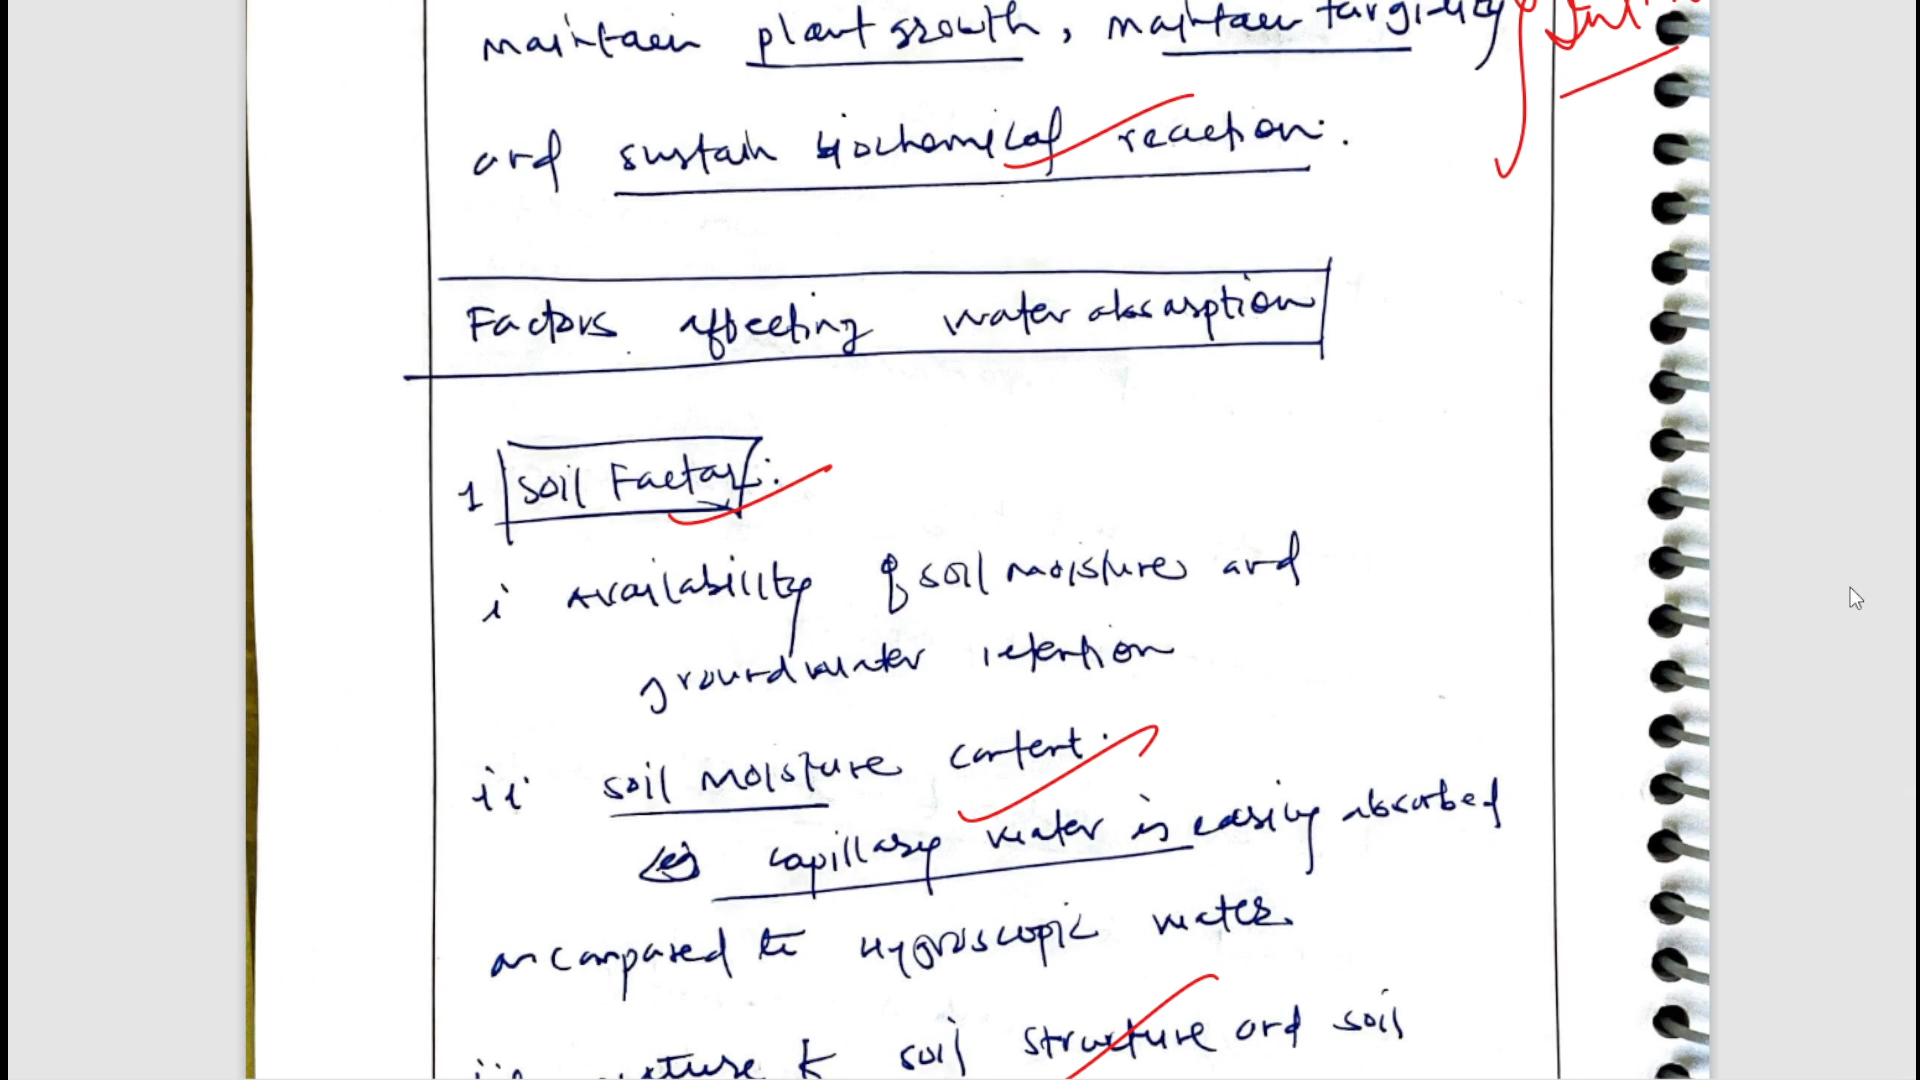 maintain plant growth, maintain turgidity
and sustain biochemical reaction.
Factors affecting water absorption
1 Soil Factor:
i availability of soil moisture and
groundwater retention
ii soil moisture content.
eg capillary water is easily absorbed
as compared to Hygroscopic water.
soil structure and soil